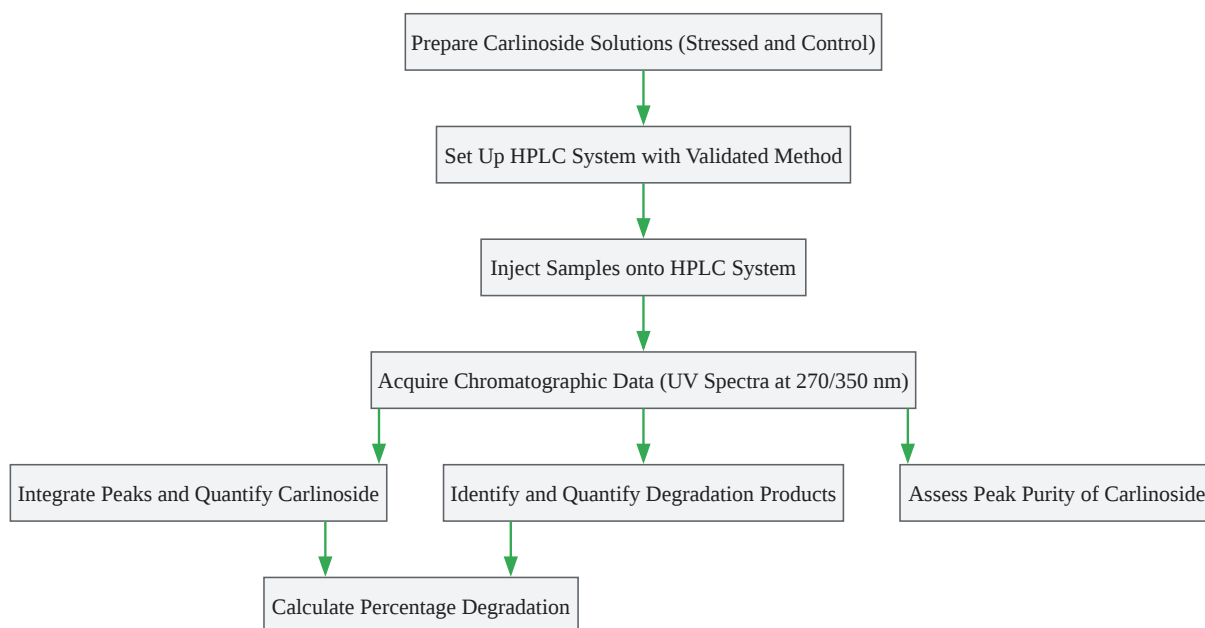 Prepare Carlinoside Solutions (Stressed and Control)
Set Up HPLC System with Validated Method
Inject Samples onto HPLC System
Acquire Chromatographic Data (UV Spectra at 270/350 nm)
Integrate Peaks and Quantify Carlinoside
Identify and Quantify Degradation Products
Assess Peak Purity of Carlinoside
Calculate Percentage Degradation